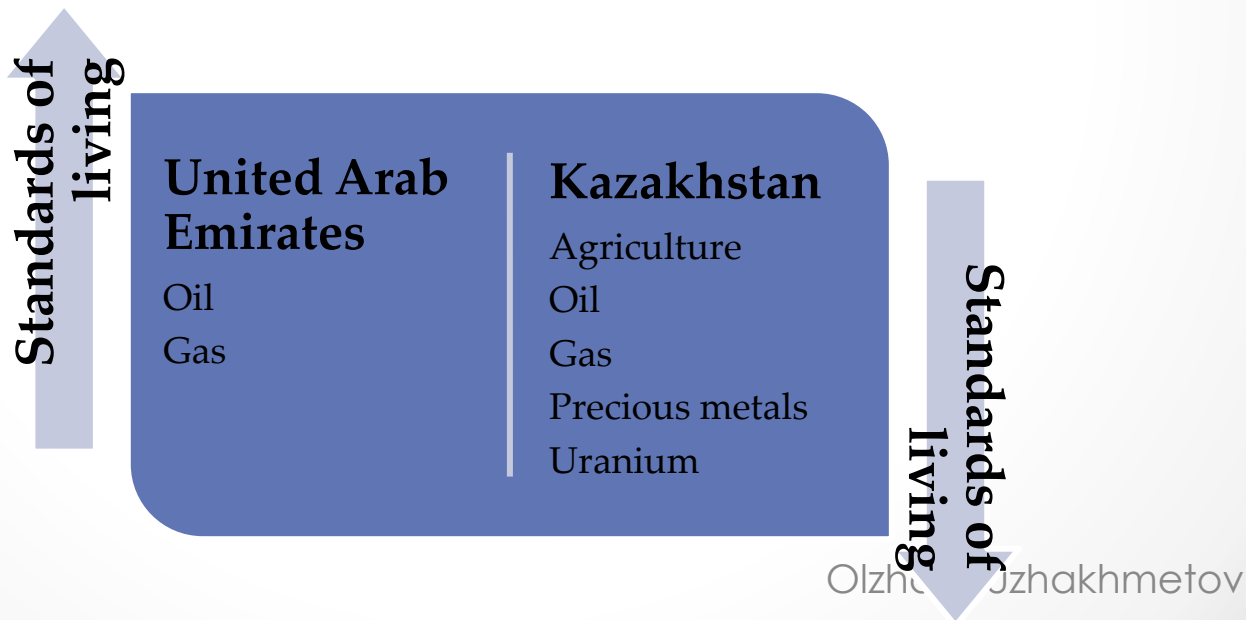 Standards of
living
United Arab
Emirates
Oil
Gas
Kazakhstan
Agriculture
Oil
Gas
Precious metals
Uranium
Standards of
living